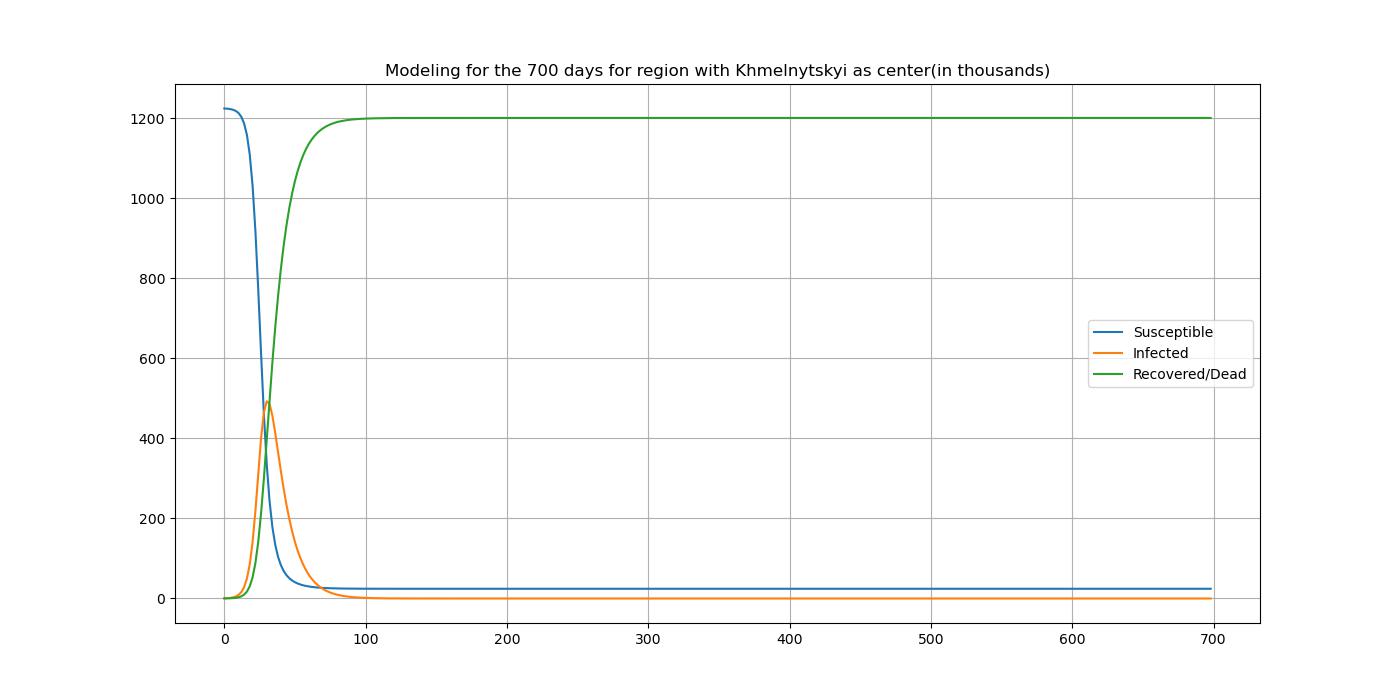 Modeling for the 700 days for region with Khmelnytskyi as center(in thousands)
1200
1000
800
600
400
200
0
Susceptible
Infected
Recovered/Dead
0 100 200 300 400 500 600 700